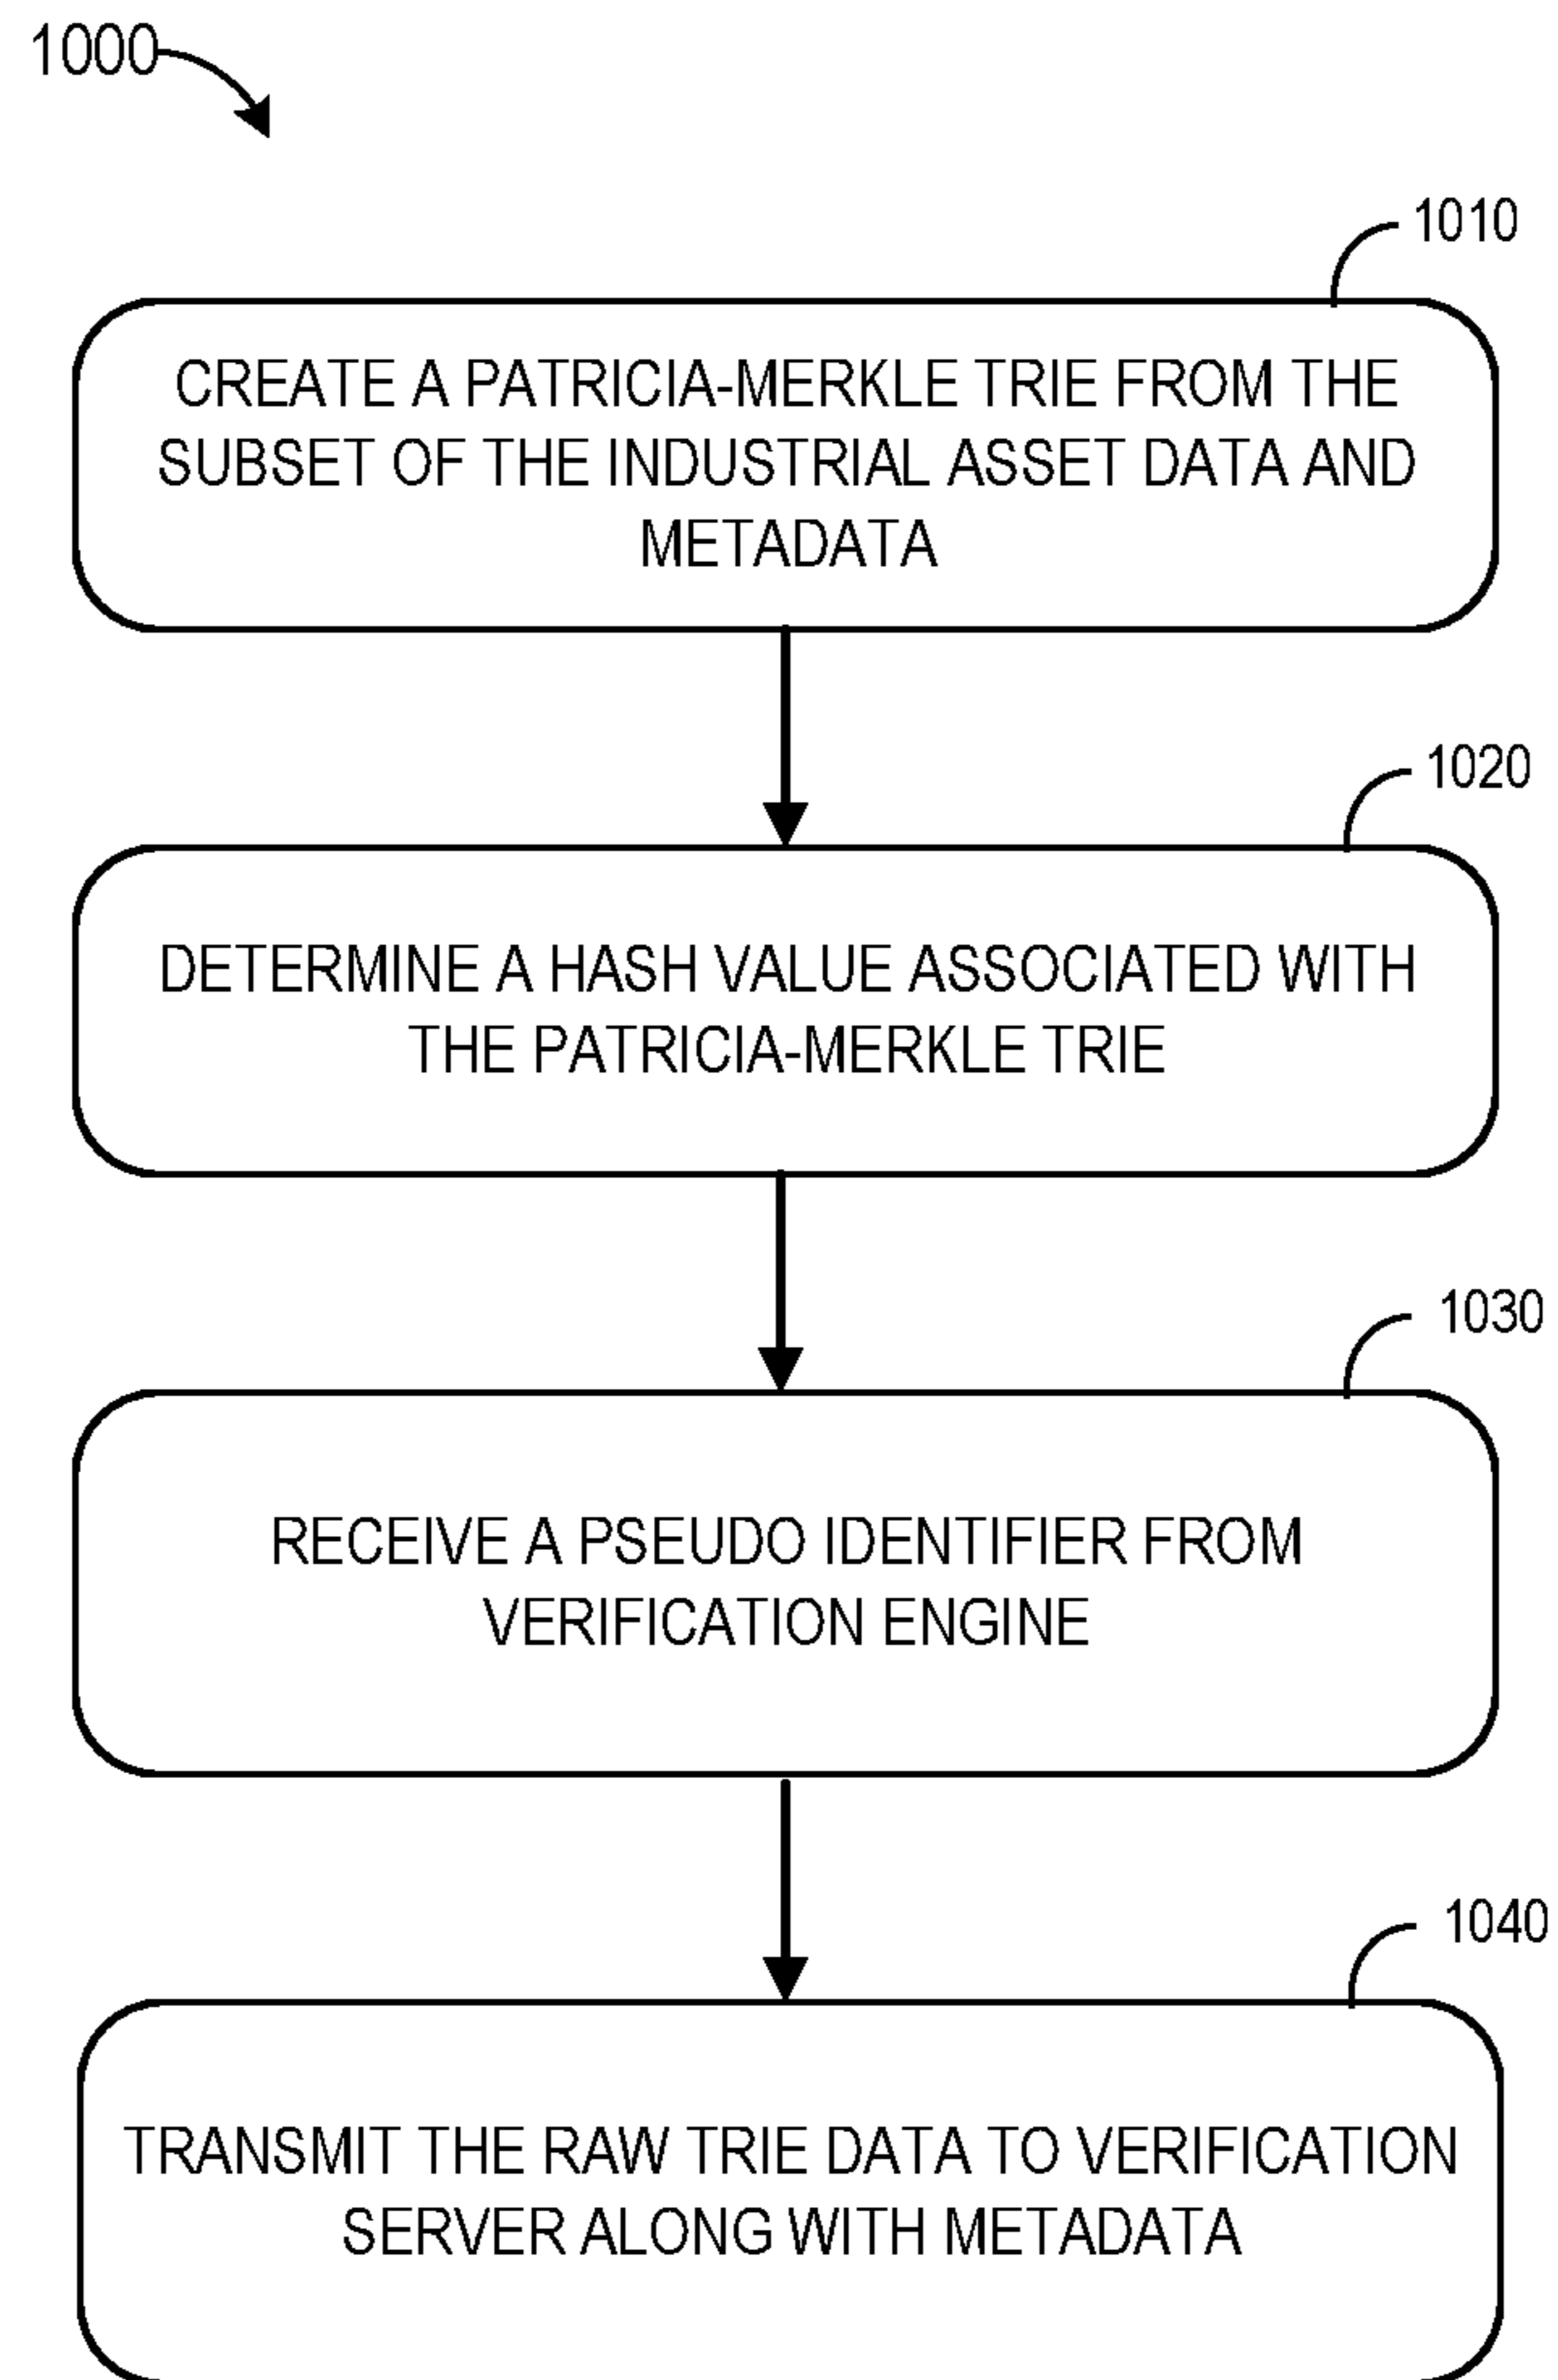 1000
1010
CREATE A PATRICIA-MERKLE TRIE FROM THE
SUBSET OF THE INDUSTRIAL ASSET DATA AND
METADATA
1020
DETERMINE A HASH VALUE ASSOCIATED WITH
THE PATRICIA-MERKLE TRIE
1030
RECEIVE A PSEUDO IDENTIFIER FROM
VERIFICATION ENGINE
1040
TRANSMIT THE RAW TRIE DATA TO VERIFICATION
SERVER ALONG WITH METADATA